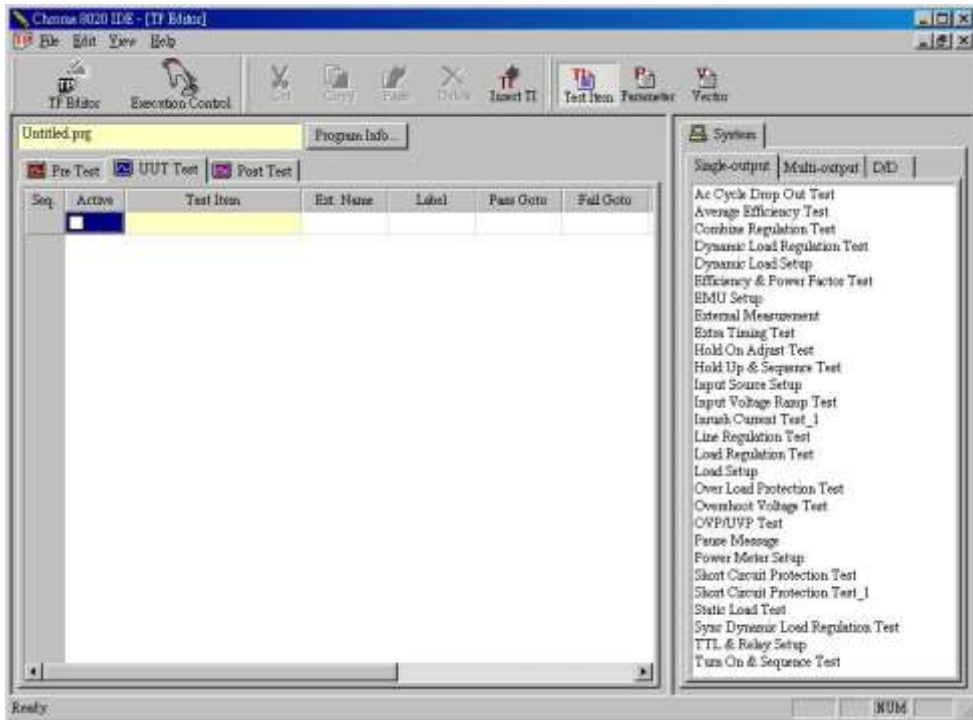 Chroma 8020 IDE - [TP Editor]
File Edit View Help
TP Editor Execution Control Cut Copy Paste Delete Insert TI Test Item Parameter Vector
Untitled.prg Program Info...
Pre Test UUT Test Post Test
Seq. Active Test Item Ext. Name Label Pass Goto Fail Goto
System
Single-output Multi-output D/D
Ac Cycle Drop Out Test
Average Efficiency Test
Combine Regulation Test
Dynamic Load Regulation Test
Dynamic Load Setup
Efficiency & Power Factor Test
EMU Setup
External Measurement
Extra Timing Test
Hold On Adjust Test
Hold Up & Sequence Test
Input Source Setup
Input Voltage Ramp Test
Inrush Current Test_1
Line Regulation Test
Load Regulation Test
Load Setup
Over Load Protection Test
Overshoot Voltage Test
OVP/UVP Test
Pause Message
Power Meter Setup
Short Circuit Protection Test
Short Circuit Protection Test_1
Static Load Test
Sync Dynamic Load Regulation Test
TTL & Relay Setup
Turn On & Sequence Test
Ready NUM